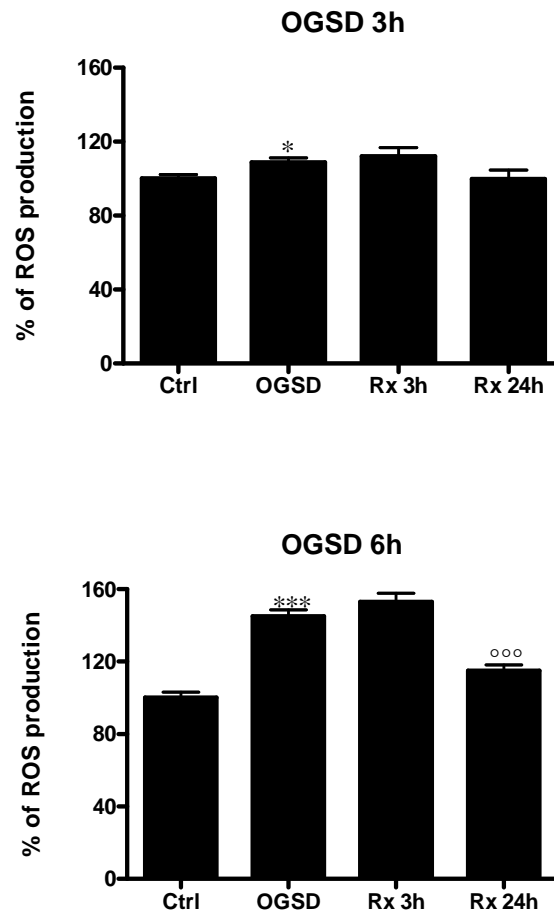 OGSD 3h
% of ROS production
160
120
80
40
0
*
Ctrl OGSD Rx 3h Rx 24h
OGSD 6h
% of ROS production
160
120
80
40
0
***
°°°
Ctrl OGSD Rx 3h Rx 24h